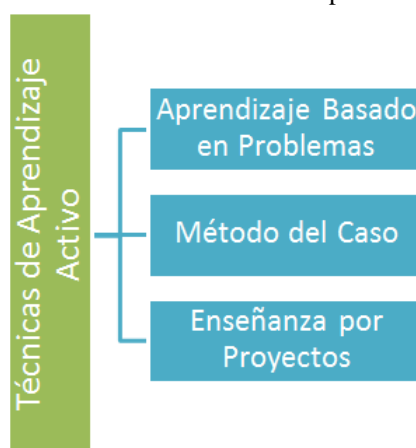 Técnicas de Aprendizaje
Activo
Aprendizaje Basado
en Problemas
Método del Caso
Enseñanza por
Proyectos